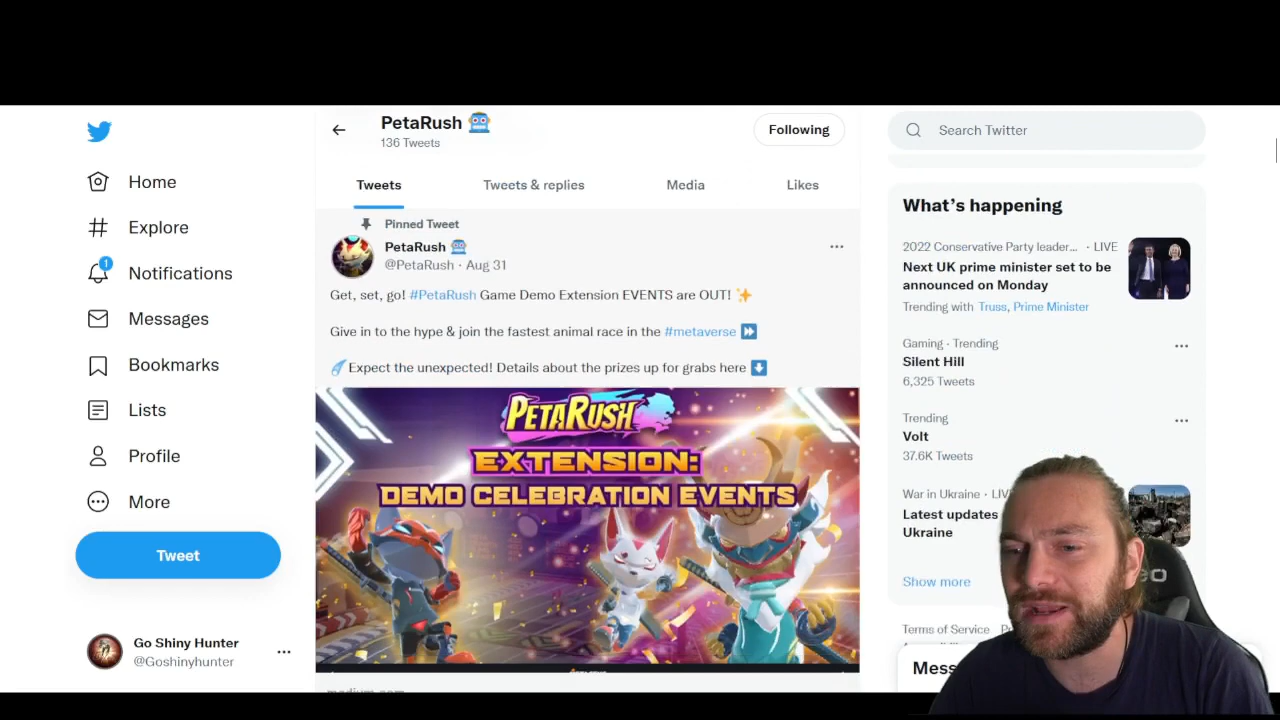 PetaRush
136 Tweets
Following
Search Twitter
Home
Explore
1
Notifications
Messages
Bookmarks
Lists
Profile
More
Tweet
Go Shiny Hunter
@Goshinyhunter
Tweets
Tweets & replies
Media
Likes
Pinned Tweet
PetaRush
@PetaRush · Aug 31
Get, set, go! #PetaRush Game Demo Extension EVENTS are OUT!
Give in to the hype & join the fastest animal race in the #metaverse
Expect the unexpected! Details about the prizes up for grabs here
PETARUSH
EXTENSION:
DEMO CELEBRATION EVENTS
What's happening
2022 Conservative Party leader... · LIVE
Next UK prime minister set to be
announced on Monday
Trending with Truss, Prime Minister
Gaming · Trending
Silent Hill
6,325 Tweets
Trending
Volt
37.6K Tweets
War in Ukraine · LIV
Latest updates
Ukraine
Show more
Terms of Service
Mess